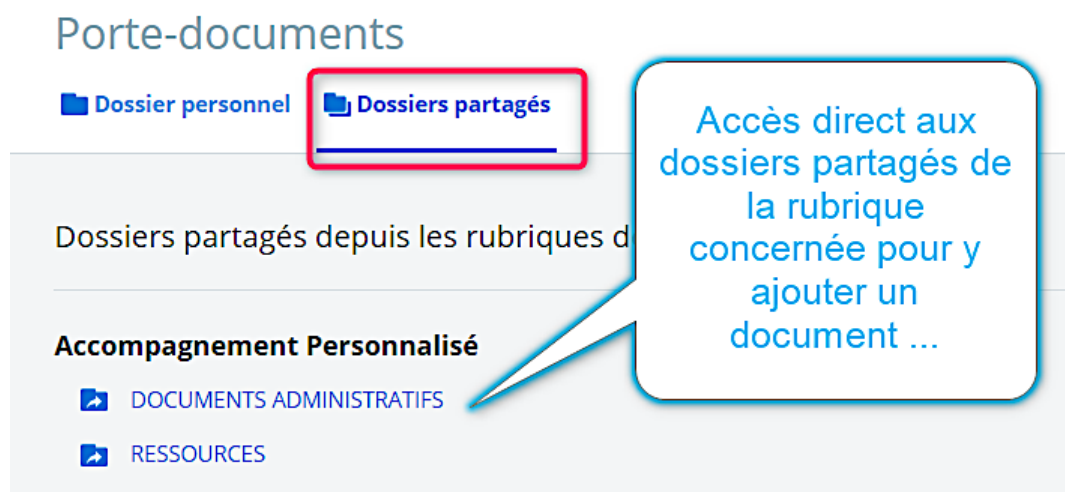 Porte-documents
Dossier personnel
Dossiers partagés
Accès direct aux
dossiers partagés de
la rubrique
concernée pour y
ajouter un
document ...
Dossiers partagés depuis les rubriques
Accompagnement Personnalisé
DOCUMENTS ADMINISTRATIFS
RESSOURCES